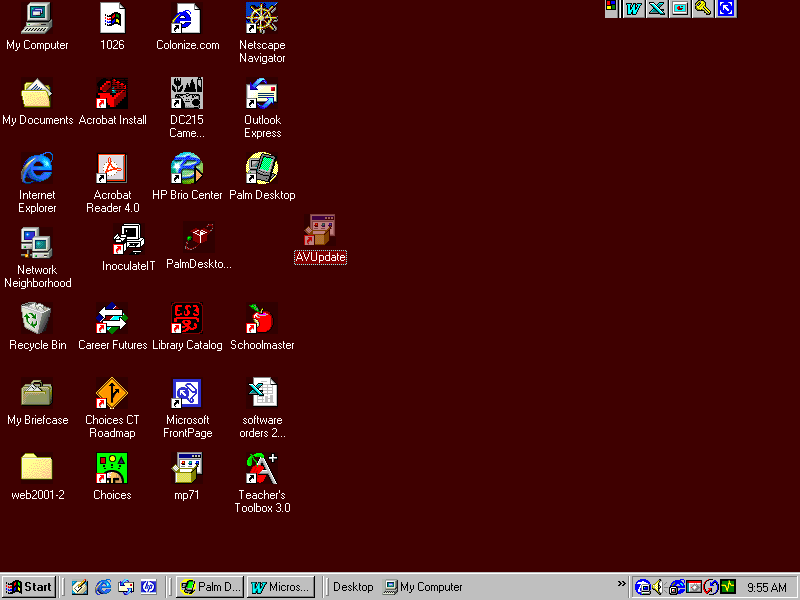 My Computer
1026
Colonize.com
Netscape
Navigator
My Documents
Acrobat Install
DC215
Came...
Outlook
Express
Internet
Explorer
Acrobat
Reader 4.0
HP Brio Center
Palm Desktop
Network
Neighborhood
InoculateIT
PalmDeskto...
AVUpdate
Recycle Bin
Career Futures
Library Catalog
Schoolmaster
My Briefcase
Choices CT
Roadmap
Microsoft
FrontPage
software
orders 2...
web2001-2
Choices
mp71
Teacher's
Toolbox 3.0
Start
Palm D...
Micros...
Desktop
My Computer
9:55 AM